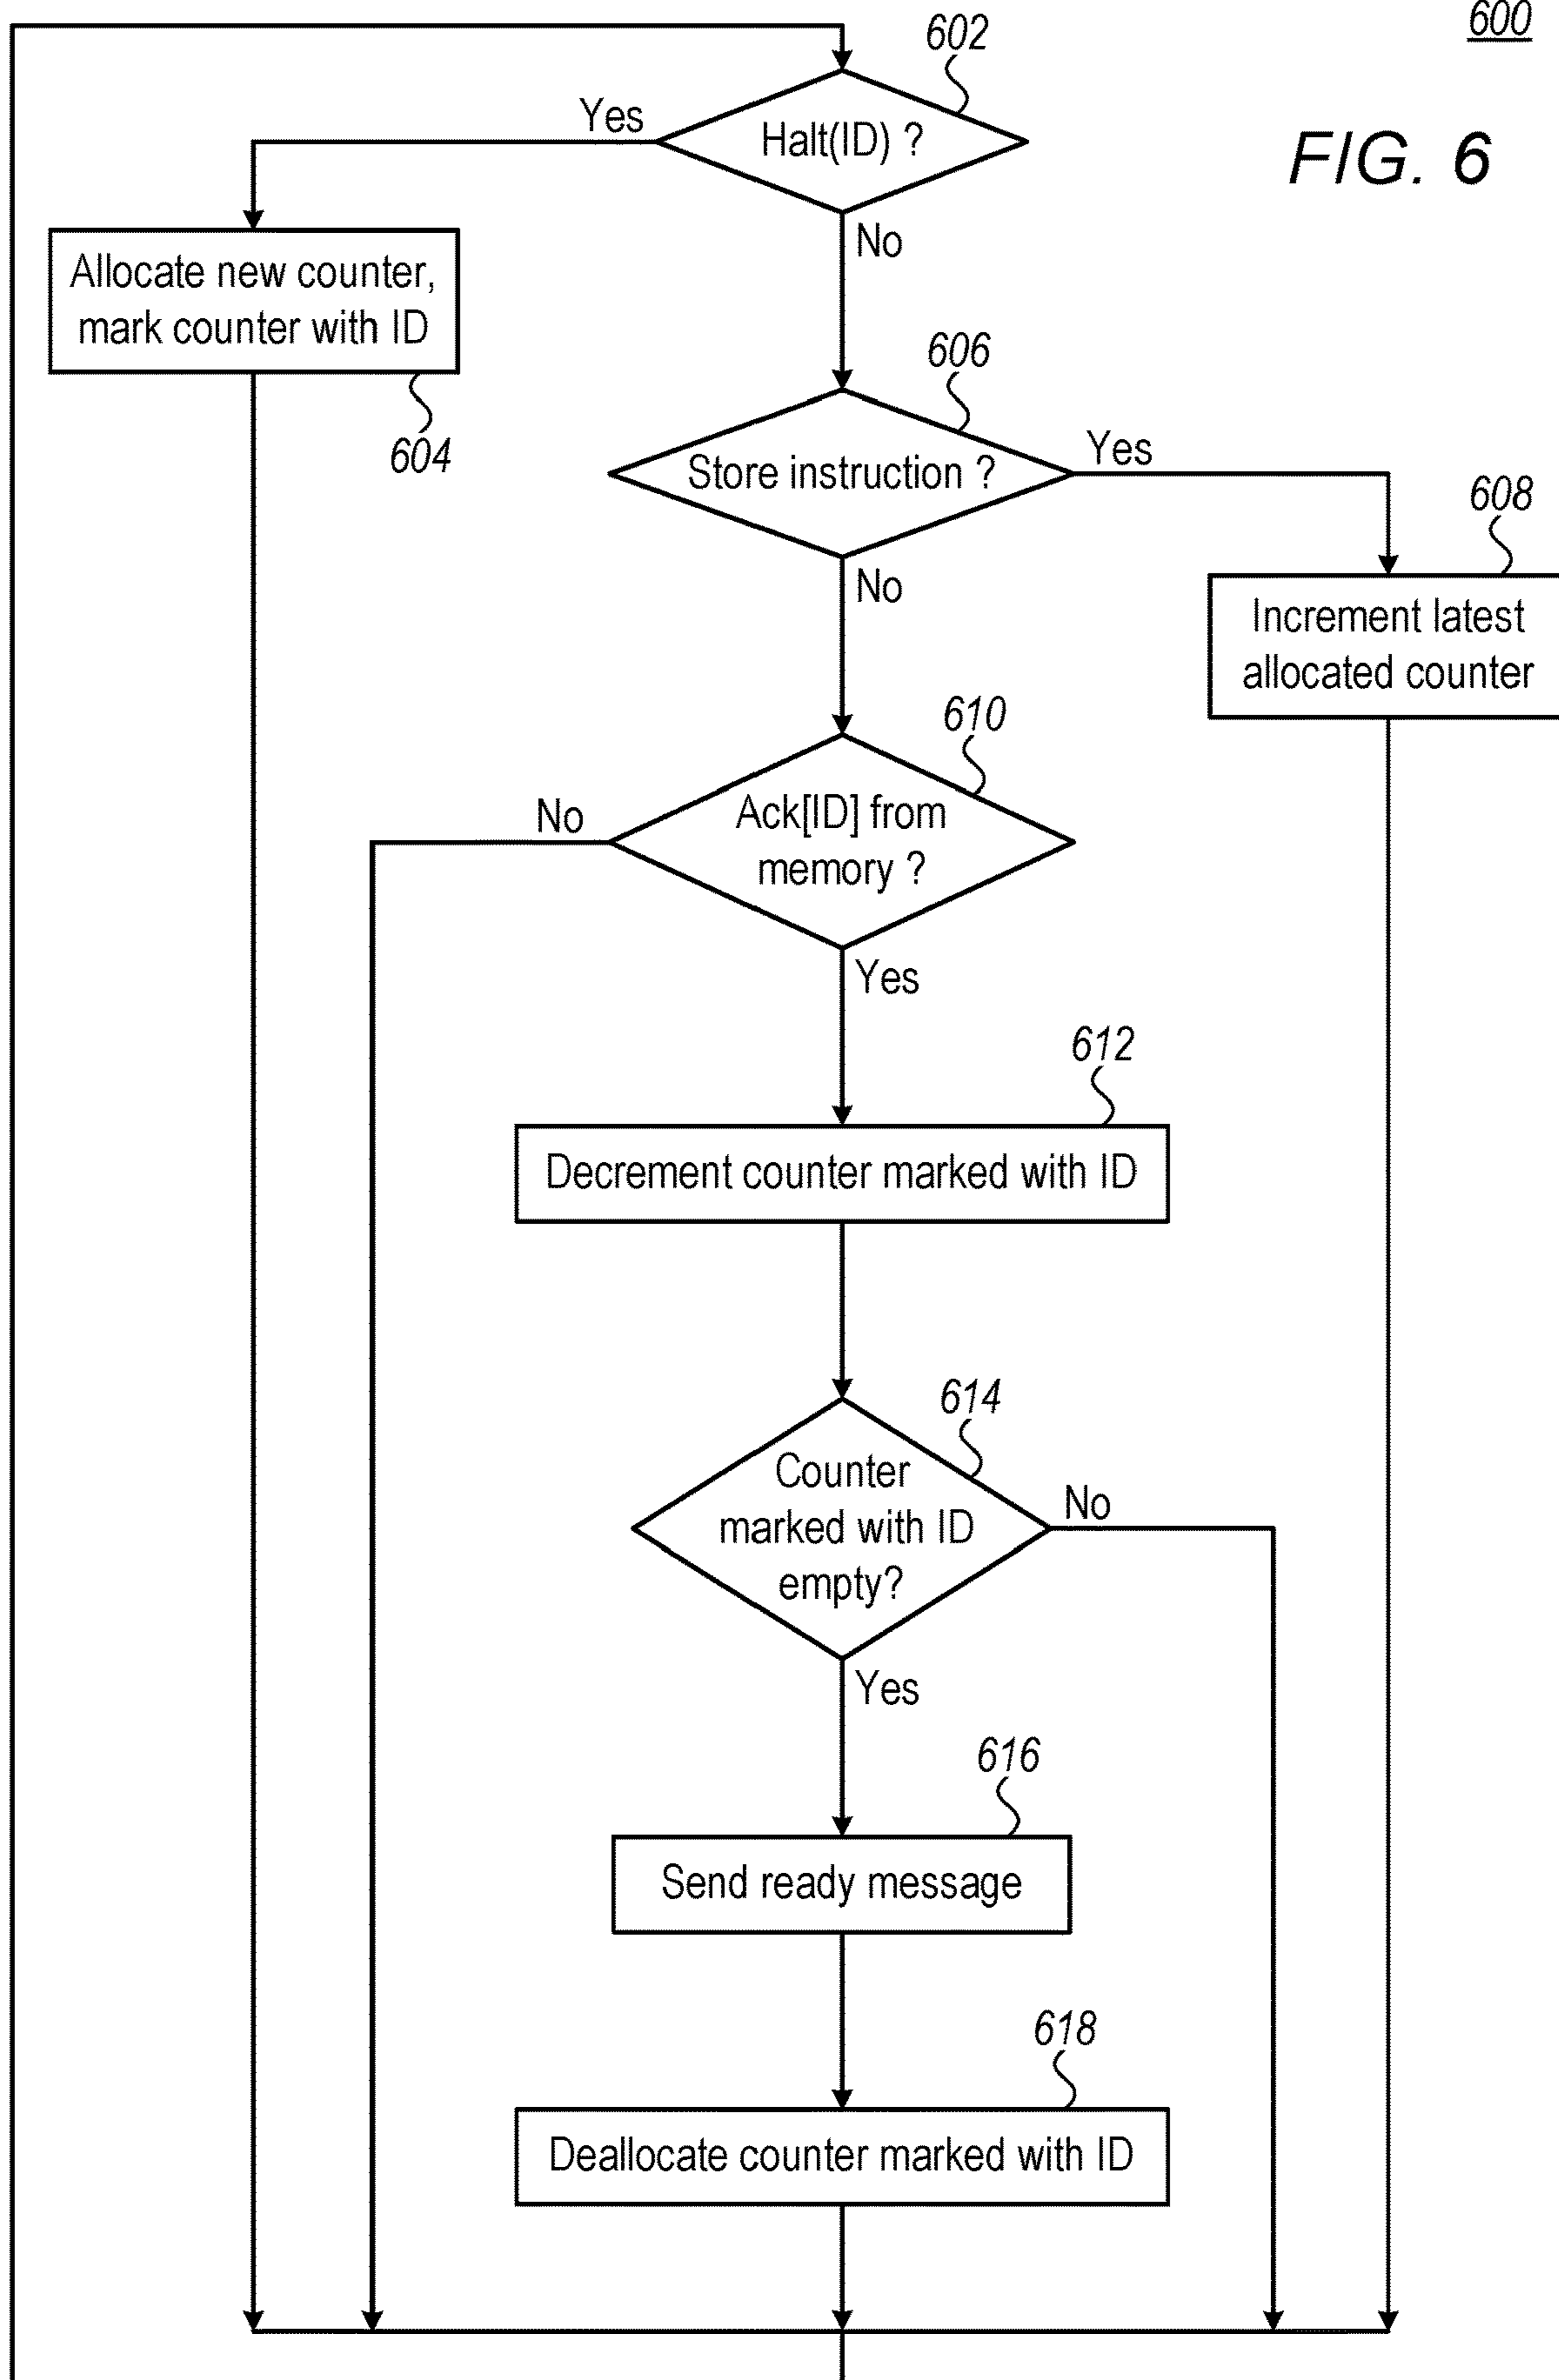 600
602
FIG. 6
Yes
Halt(ID) ?
No
Allocate new counter,
mark counter with ID
604
606
Store instruction ?
Yes
608
No
Increment latest
allocated counter
610
No
Ack[ID] from
memory ?
Yes
612
Decrement counter marked with ID
614
Counter
marked with ID
empty?
No
Yes
616
Send ready message
618
Deallocate counter marked with ID